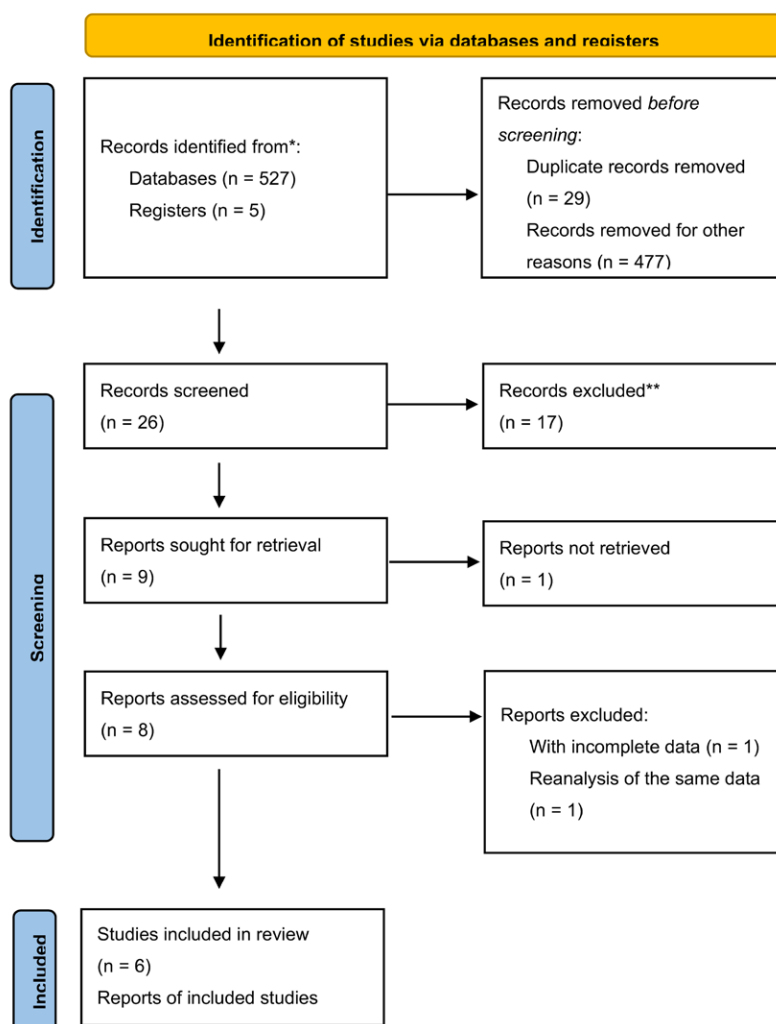 Identification of studies via databases and registers
Identification
Records identified from*:
Databases (n = 527)
Registers (n = 5)
Records removed before
screening:
Duplicate records removed
(n = 29)
Records removed for other
reasons (n = 477)
Screening
Records screened
(n = 26)
Records excluded**
(n = 17)
Reports sought for retrieval
(n = 9)
Reports not retrieved
(n = 1)
Reports assessed for eligibility
(n = 8)
Reports excluded:
With incomplete data (n = 1)
Reanalysis of the same data
(n = 1)
Included
Studies included in review
(n = 6)
Reports of included studies